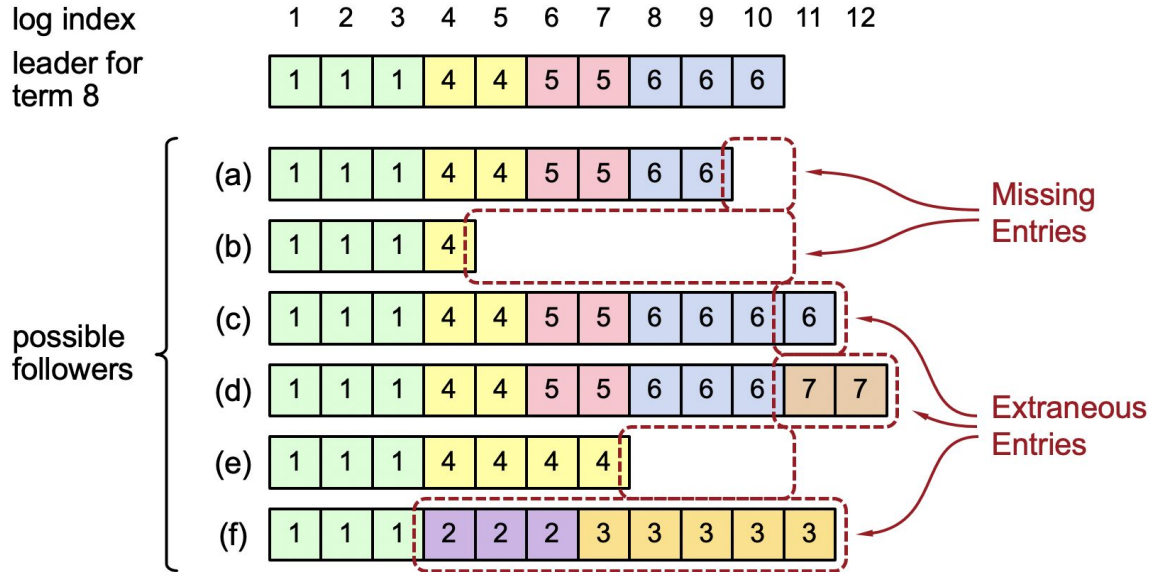 log index 1 2 3 4 5 6 7 8 9 10 11 12
leader for
term 8
1 1 1 4 4 5 5 6 6 6
(a) 1 1 1 4 4 5 5 6 6
Missing
Entries
(b) 1 1 1 4
(c) 1 1 1 4 4 5 5 6 6 6 6
possible
followers
(d) 1 1 1 4 4 5 5 6 6 6 7 7
Extraneous
Entries
(e) 1 1 1 4 4 4 4
(f) 1 1 1 2 2 2 3 3 3 3 3